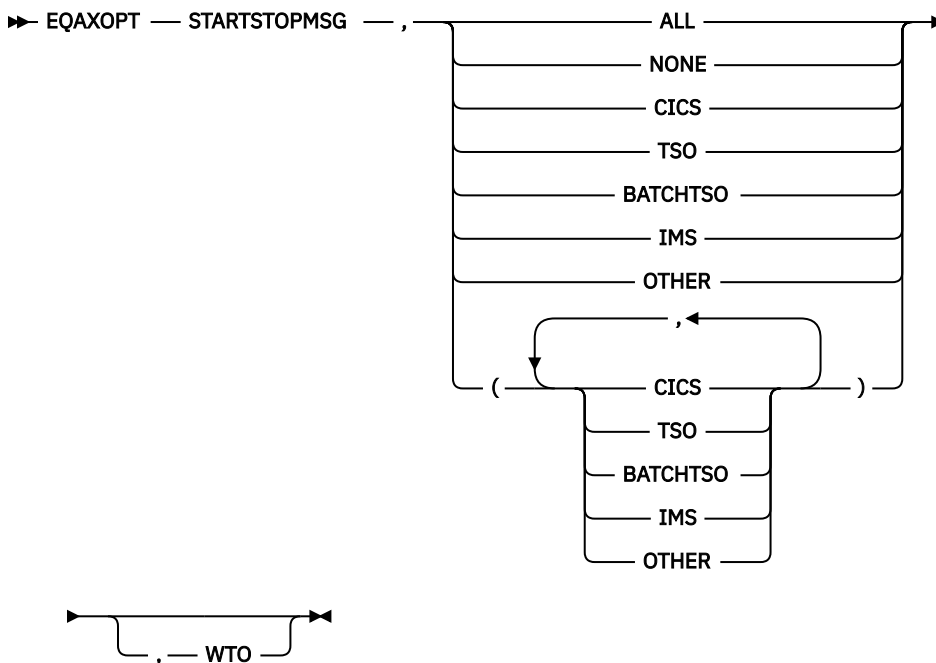 EQAXOPT STARTSTOPMSG , ALL
NONE
CICS
TSO
BATCHTSO
IMS
OTHER
,
( CICS )
TSO
BATCHTSO
IMS
OTHER
, WTO